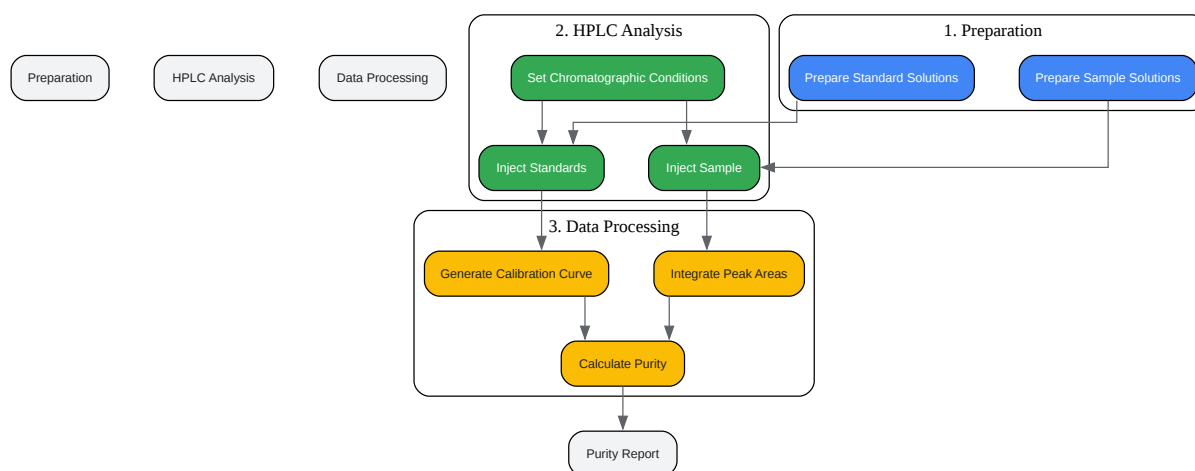 2. HPLC Analysis
1. Preparation
Preparation
HPLC Analysis
Data Processing
Set Chromatographic Conditions
Prepare Standard Solutions
Prepare Sample Solutions
Inject Standards
Inject Sample
3. Data Processing
Generate Calibration Curve
Integrate Peak Areas
Calculate Purity
Purity Report